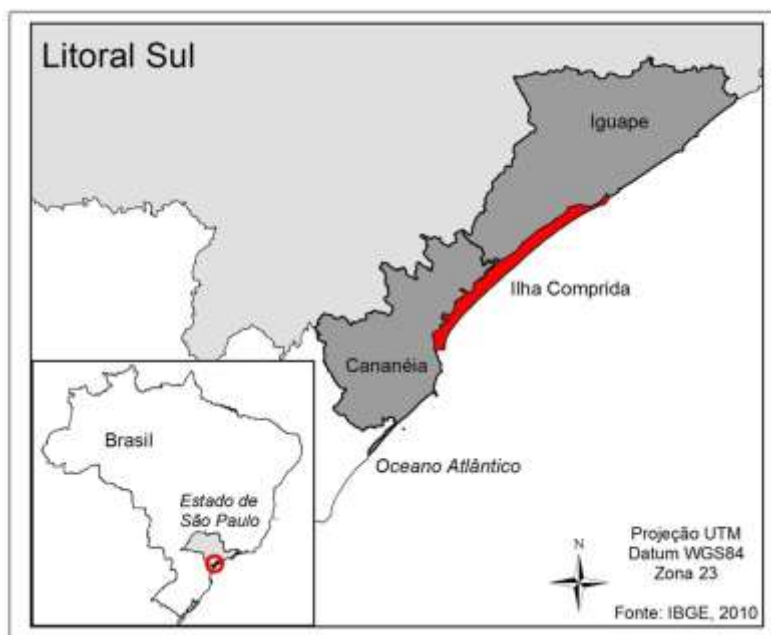 Litoral Sul
Iguape
Ilha Comprida
Cananéia
Oceano Atlântico
Brasil
Estado de
São Paulo
N
Projeção UTM
Datum WGS84
Zona 23
Fonte: IBGE, 2010